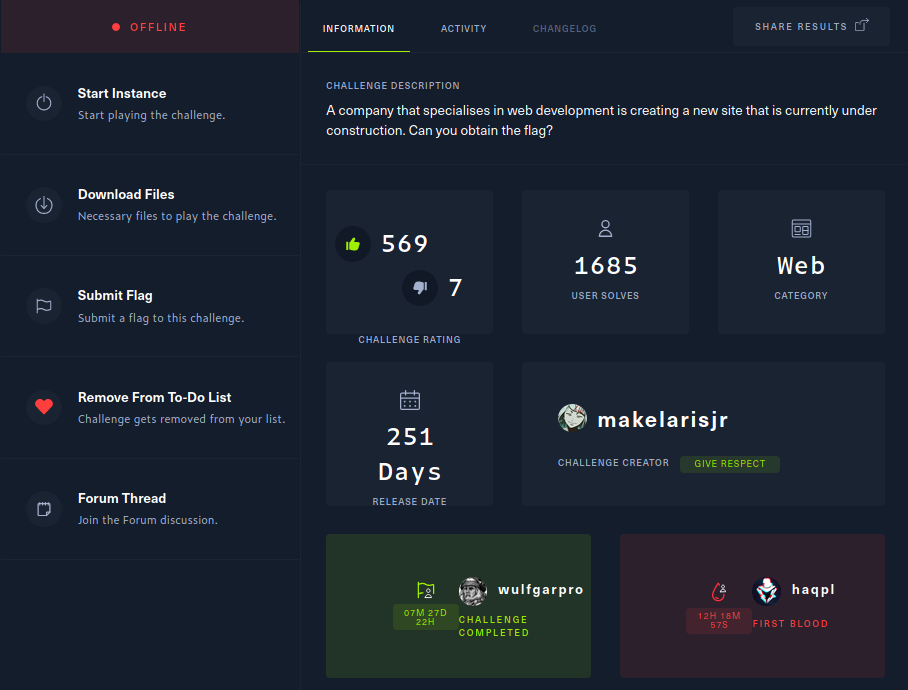 OFFLINE
Start Instance
Start playing the challenge.
Download Files
Necessary files to play the challenge.
Submit Flag
Submit a flag to this challenge.
Remove From To-Do List
Challenge gets removed from your list.
Forum Thread
Join the Forum discussion.
INFORMATION
ACTIVITY
CHANGELOG
SHARE RESULTS
CHALLENGE DESCRIPTION
A company that specialises in web development is creating a new site that is currently under
construction. Can you obtain the flag?
569
7
CHALLENGE RATING
1685
USER SOLVES
Web
CATEGORY
251
Days
RELEASE DATE
makelarisjr
CHALLENGE CREATOR
GIVE RESPECT
wulfgarpro
07M 27D
22H
CHALLENGE
COMPLETED
haqpl
12H 18M
57S
FIRST BLOOD